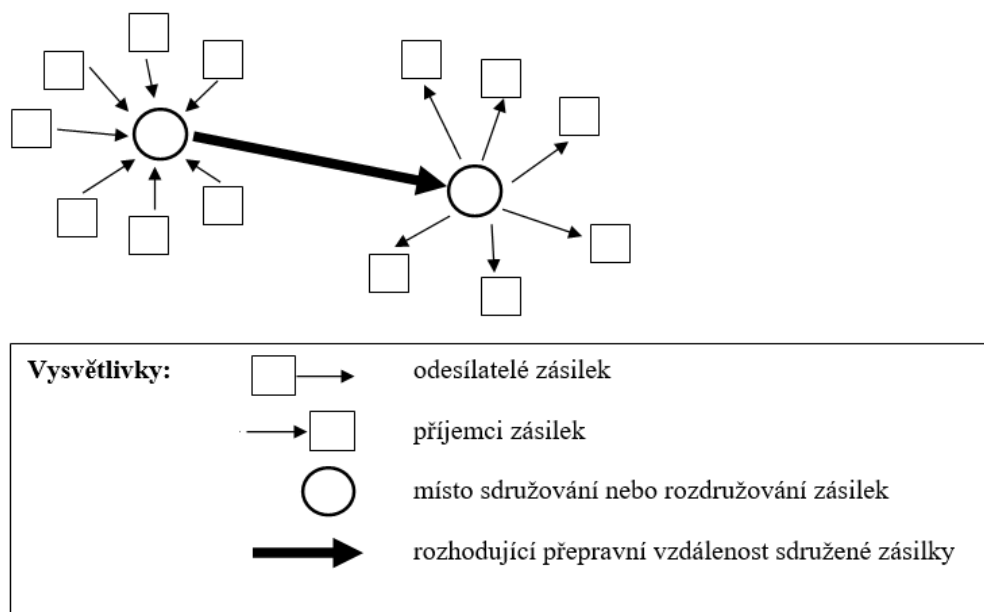 Vysvětlivky:
odesílatelé zásilek
příjemci zásilek
místo sdružování nebo rozdružování zásilek
rozhodující přepravní vzdálenost sdružené zásilky